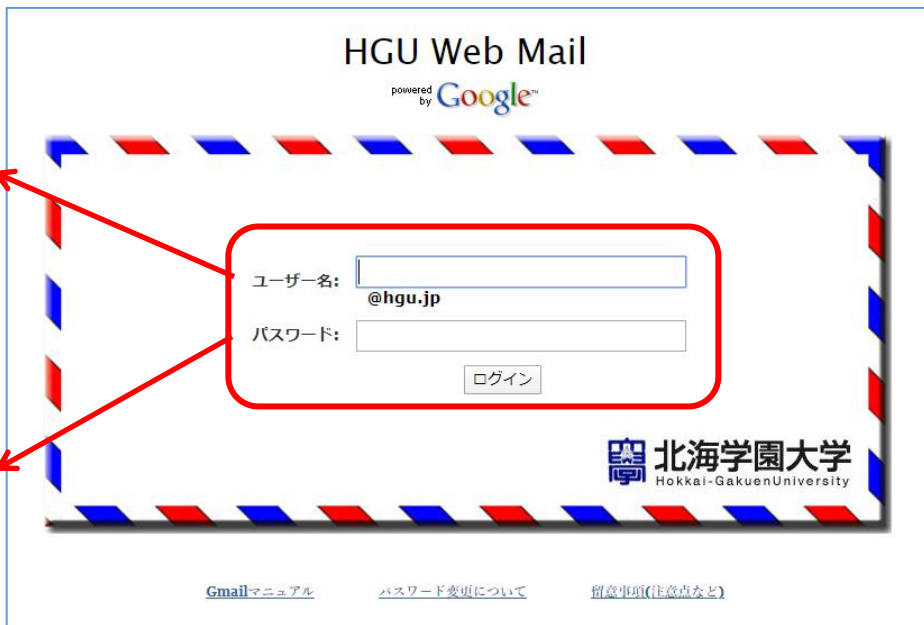 HGU Web Mail
powered by Google™
ユーザー名:
@hgu.jp
パスワード:
ログイン
北海学園大学
Hokkai-GakuenUniversity
Gmailマニュアル パスワード変更について 留意事項(注意点など)